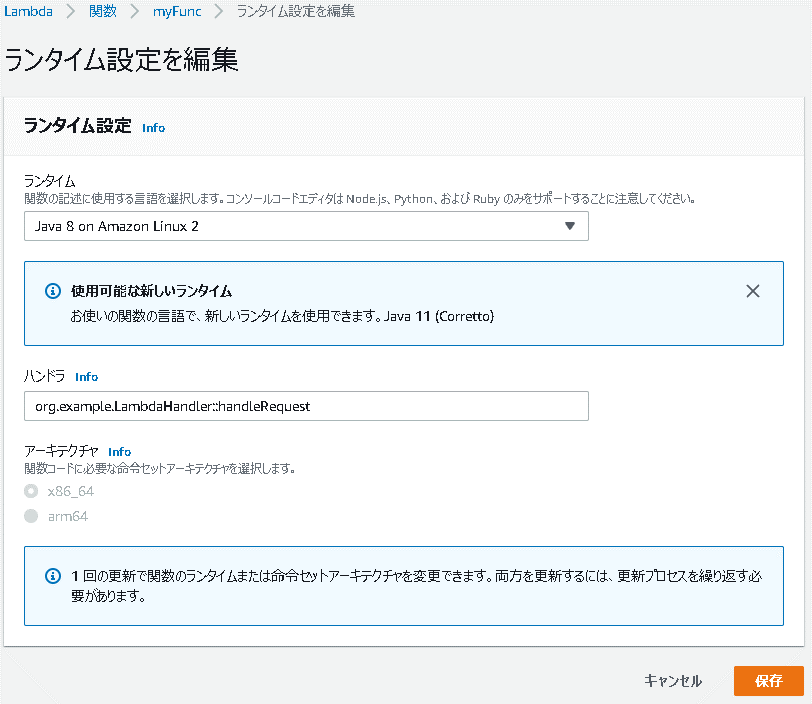 Lambda > 関数 > myFunc > ランタイム設定を編集
ランタイム設定を編集
ランタイム設定 Info
ランタイム
関数の記述に使用する言語を選択します。コンソールコードエディタは Node.js、Python、および Ruby のみをサポートすることに注意してください。
Java 8 on Amazon Linux 2
使用可能な新しいランタイム
お使いの関数の言語で、新しいランタイムを使用できます。Java 11 (Corretto)
ハンドラ Info
org.example.LambdaHandler::handleRequest
アーキテクチャ Info
関数コードに必要な命令セットアーキテクチャを選択します。
x86_64
arm64
1 回の更新で関数のランタイムまたは命令セットアーキテクチャを変更できます。両方を更新するには、更新プロセスを繰り返す必
要があります。
キャンセル 保存